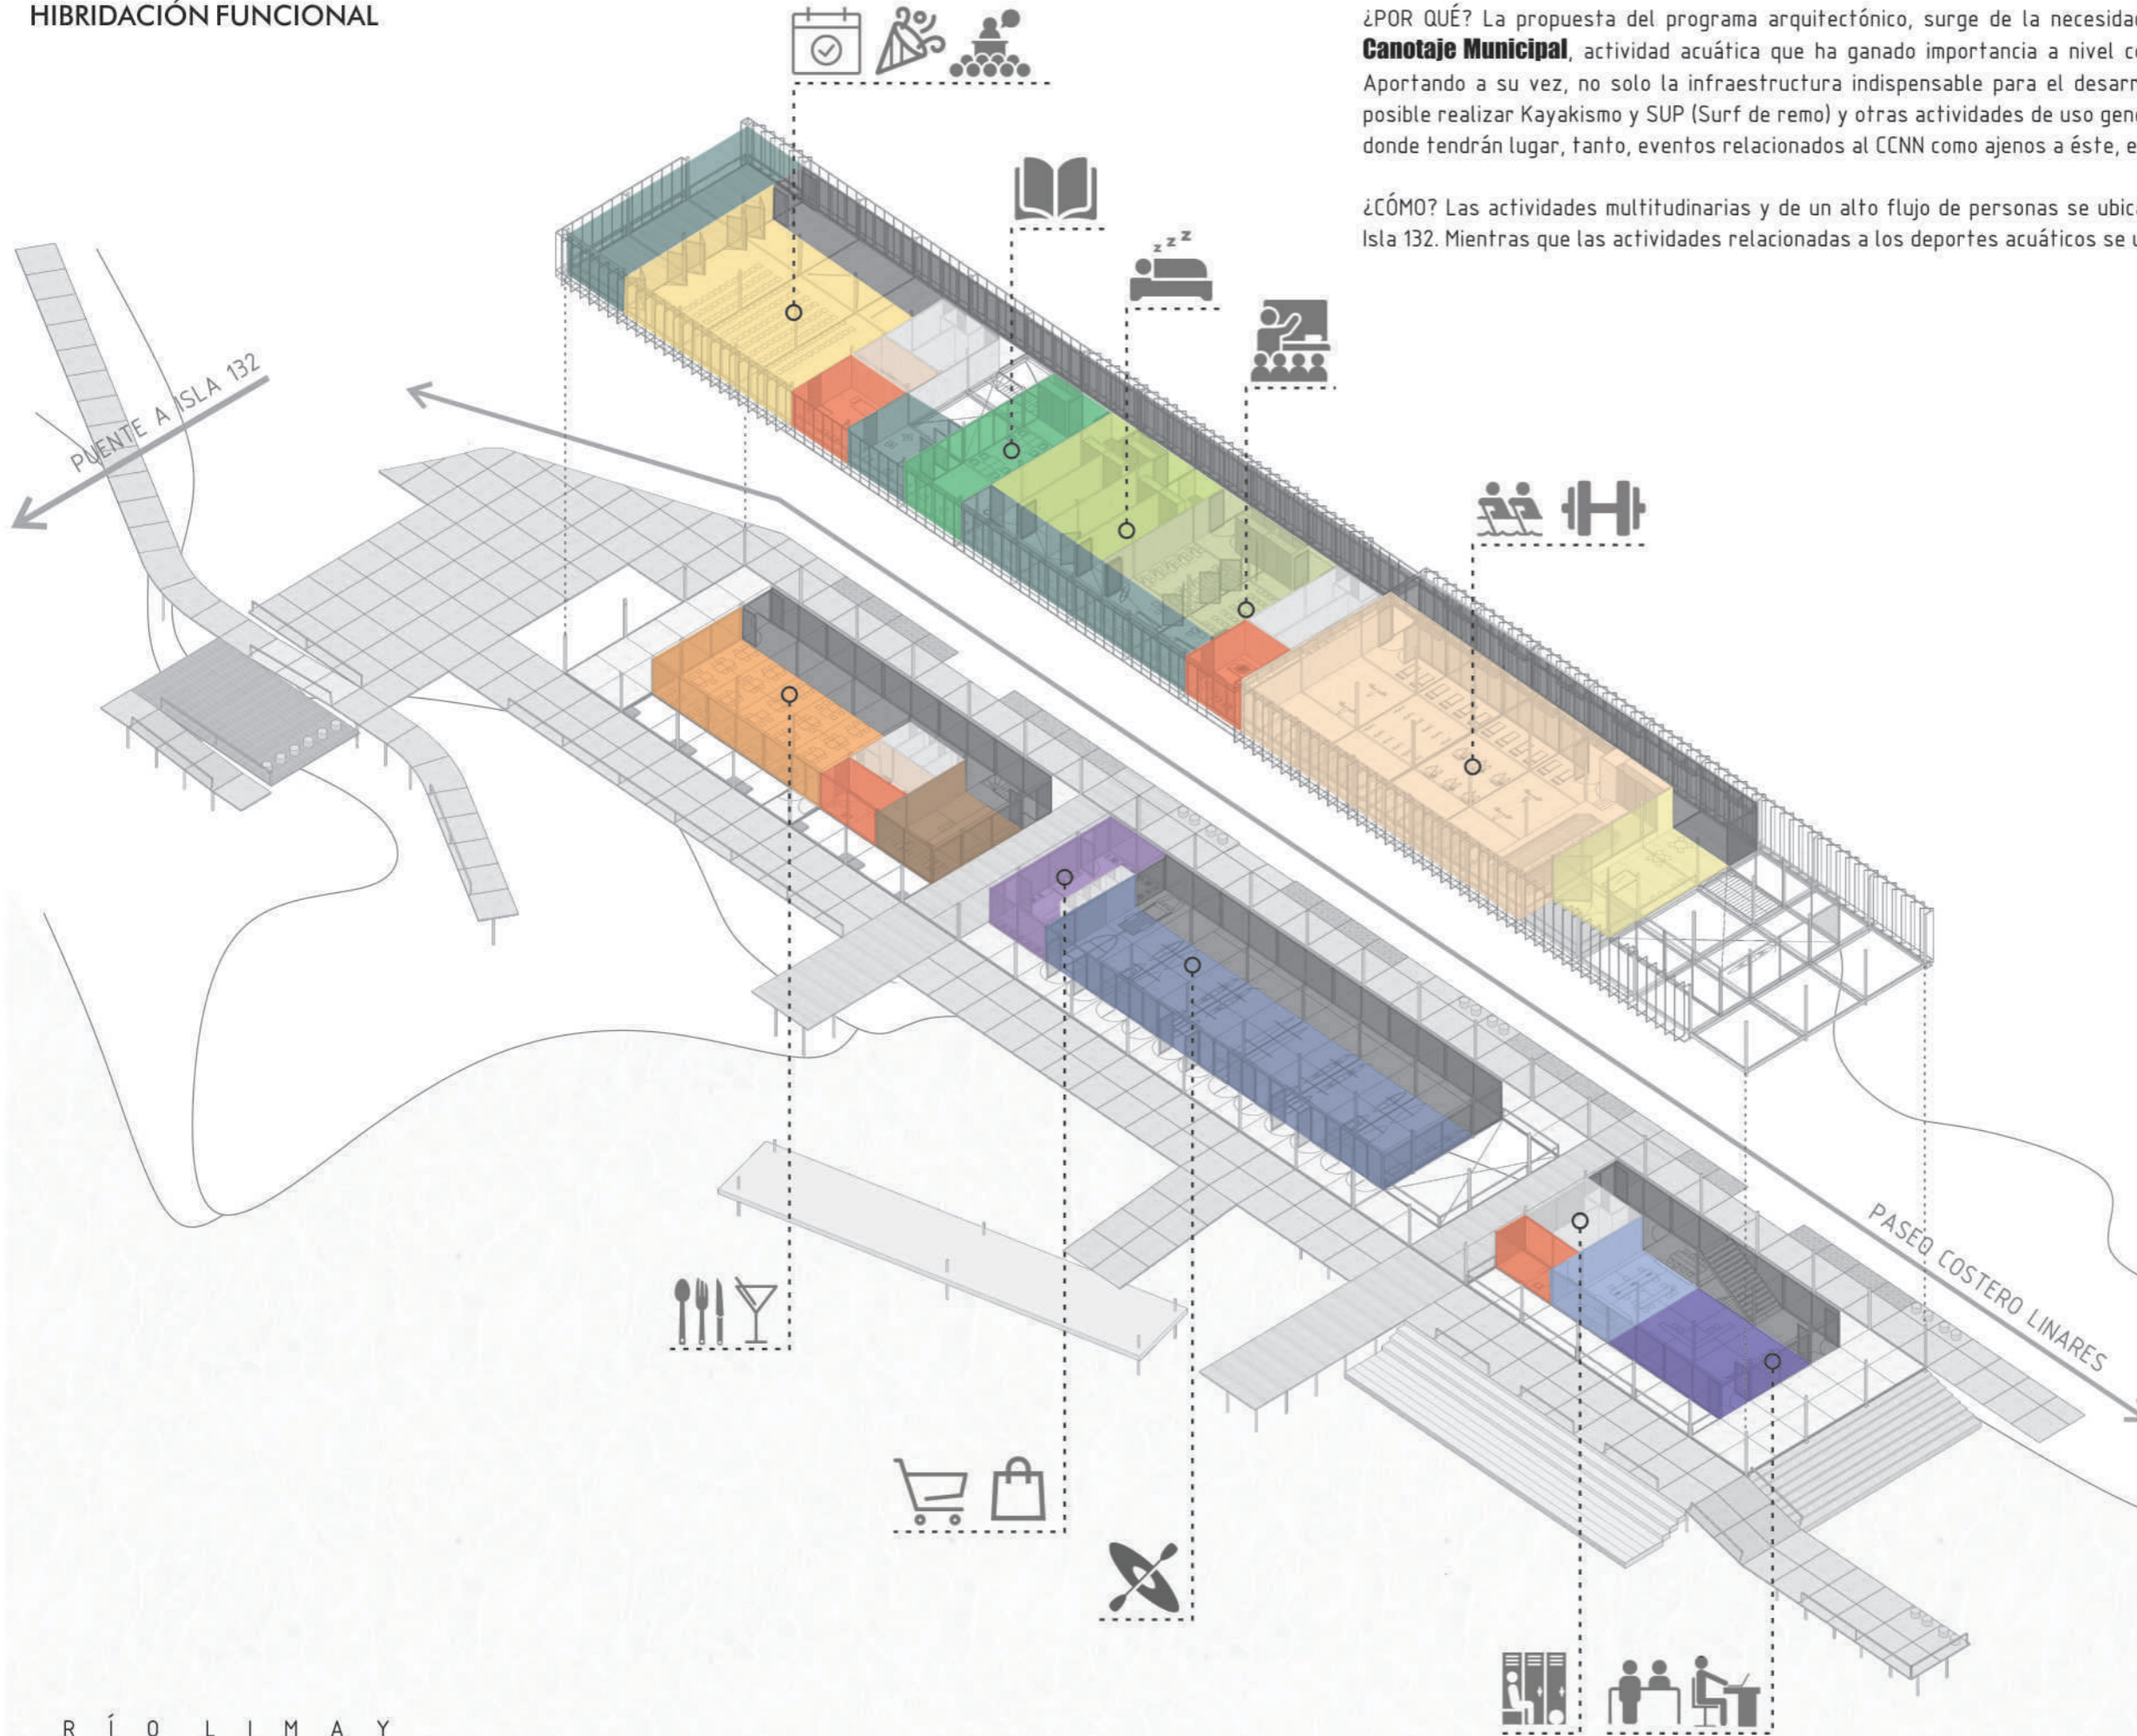 HIBRIDACIÓN FUNCIONAL
¿POR QUÉ? La propuesta del programa arquitectónico, surge de la necesida
Canotaje Municipal, actividad acuática que ha ganado importancia a nivel c
Aportando a su vez, no solo la infraestructura indispensable para el desarr
posible realizar Kayakismo y SUP (Surf de remo) y otras actividades de uso gen
donde tendrán lugar, tanto, eventos relacionados al CCNN como ajenos a éste, e
¿CÓMO? Las actividades multitudinarias y de un alto flujo de personas se ubic
Isla 132. Mientras que las actividades relacionadas a los deportes acuáticos se u
z z z
PUENTE A ISLA 132
PASEO COSTERO LINARES
RÍO LIMAY